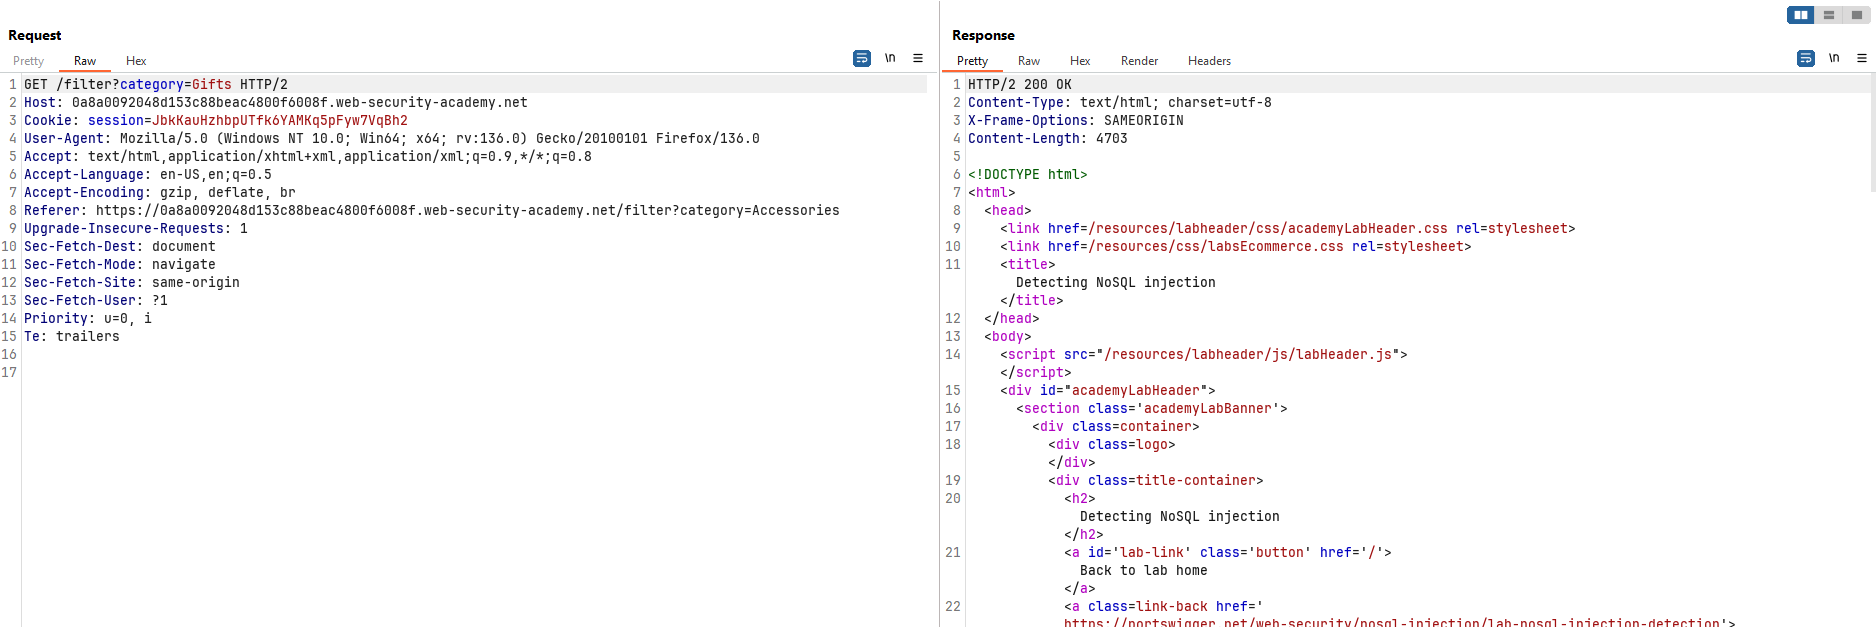 Request
Pretty Raw Hex \n
1 GET /filter?category=Gifts HTTP/2
2 Host: 0a8a0092048d153c88beac4800f6008f.web-security-academy.net
3 Cookie: session=JbkKauHzhbpUTfk6YAMKq5pFyw7VqBh2
4 User-Agent: Mozilla/5.0 (Windows NT 10.0; Win64; x64; rv:136.0) Gecko/20100101 Firefox/136.0
5 Accept: text/html,application/xhtml+xml,application/xml;q=0.9,*/*;q=0.8
6 Accept-Language: en-US,en;q=0.5
7 Accept-Encoding: gzip, deflate, br
8 Referer: https://0a8a0092048d153c88beac4800f6008f.web-security-academy.net/filter?category=Accessories
9 Upgrade-Insecure-Requests: 1
10 Sec-Fetch-Dest: document
11 Sec-Fetch-Mode: navigate
12 Sec-Fetch-Site: same-origin
13 Sec-Fetch-User: ?1
14 Priority: u=0, i
15 Te: trailers
16
17
Response
Pretty Raw Hex Render Headers \n
1 HTTP/2 200 OK
2 Content-Type: text/html; charset=utf-8
3 X-Frame-Options: SAMEORIGIN
4 Content-Length: 4703
5
6 <!DOCTYPE html>
7 <html>
8 <head>
9 <link href=/resources/labheader/css/academyLabHeader.css rel=stylesheet>
10 <link href=/resources/css/labsEcommerce.css rel=stylesheet>
11 <title>
Detecting NoSQL injection
</title>
12 </head>
13 <body>
14 <script src="/resources/labheader/js/labHeader.js">
</script>
15 <div id="academyLabHeader">
16 <section class='academyLabBanner'>
17 <div class=container>
18 <div class=logo>
</div>
19 <div class=title-container>
20 <h2>
Detecting NoSQL injection
</h2>
21 <a id='lab-link' class='button' href='/'>
Back to lab home
</a>
22 <a class=link-back href='
https://portswigger.net/web-security/nosql-injection/lab-nosql-injection-detection'>